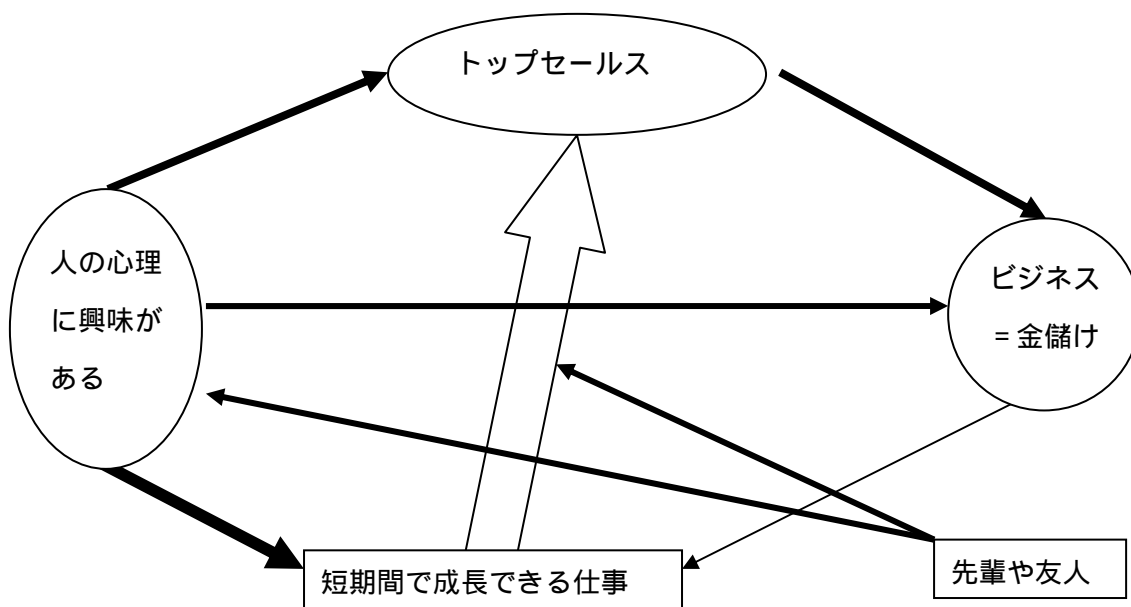 トップセールス
人の心理
に興味が
ある
ビジネス
=金儲け
短期間で成長できる仕事
先輩や友人